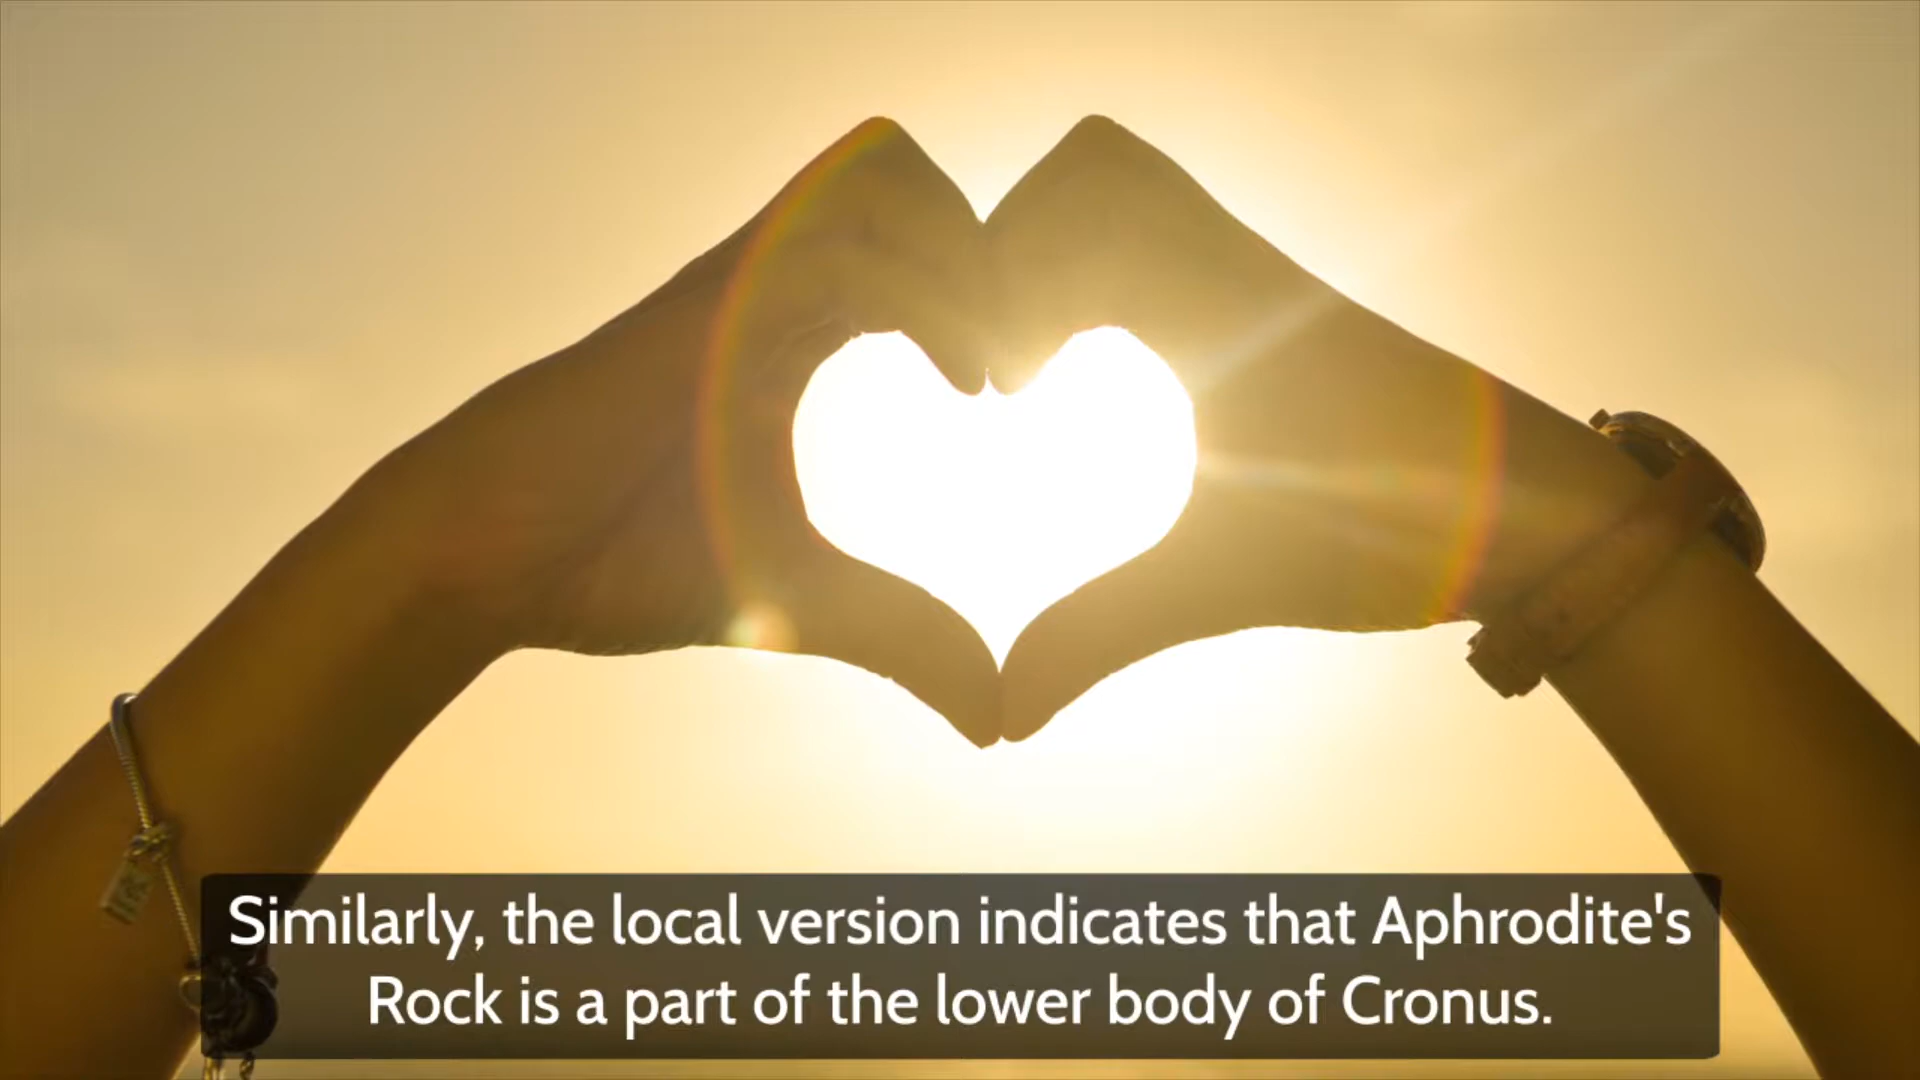 Similarly, the local version indicates that Aphrodite's
Rock is a part of the lower body of Cronus.